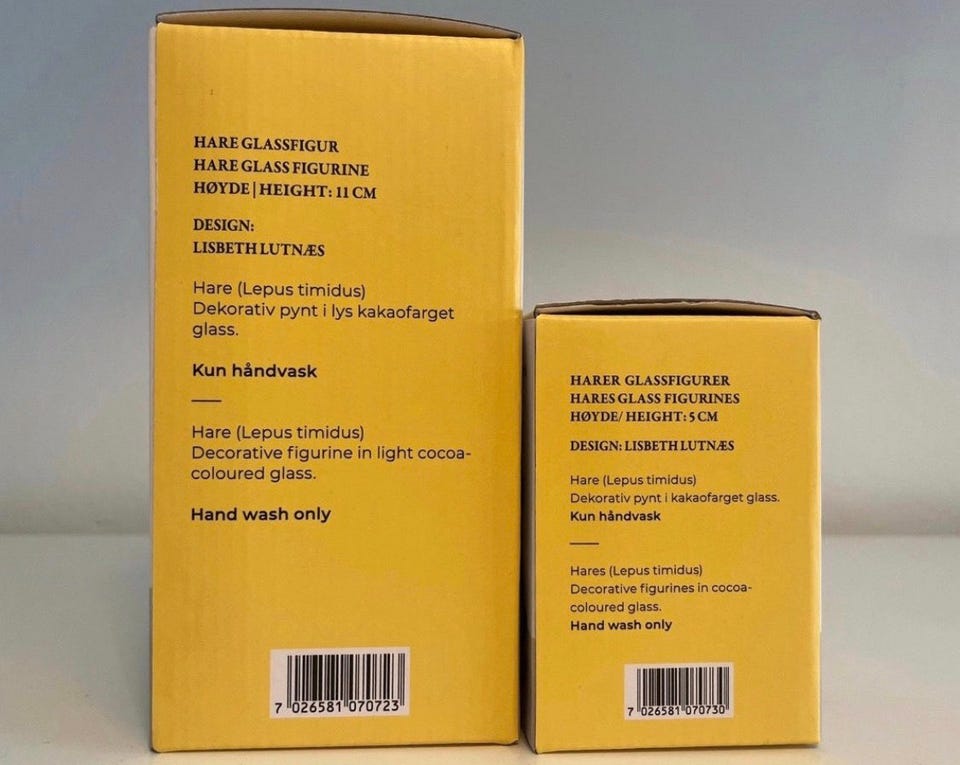 HARE GLASSFIGUR
HARE GLASS FIGURINE
HØYDE | HEIGHT: 11 CM
DESIGN:
LISBETH LUTNÆS
Hare (Lepus timidus)
Dekorativ pynt i lys kakaofarget
glass.
Kun håndvask
Hare (Lepus timidus)
Decorative figurine in light cocoa-
coloured glass.
Hand wash only
7 026581 070723
HARER GLASSFIGURER
HARES GLASS FIGURINES
HØYDE/ HEIGHT: 5 CM
DESIGN: LISBETH LUTNÆS
Hare (Lepus timidus)
Dekorativ pynt i kakaofarget glass.
Kun håndvask
Hares (Lepus timidus)
Decorative figurines in cocoa-
coloured glass.
Hand wash only
7 026581 070730